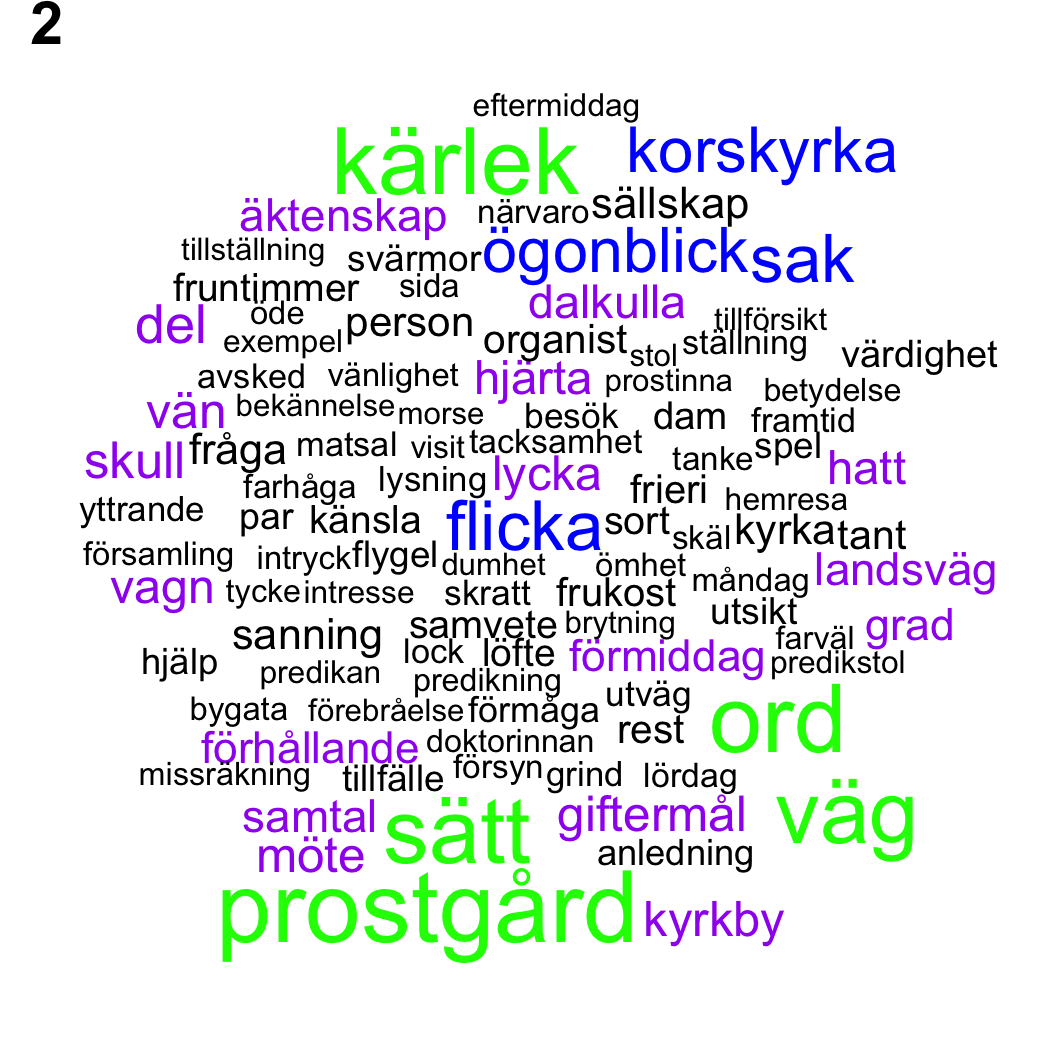 2
eftermiddag
kärlek korskyrka
äktenskap närvaro sällskap
tillställning svärmor ögonblick sak
fruntimmer sida dalkulla
del öde person tillförsikt
exempel organist stol ställning värdighet
avsked vänlighet hjärta prostinna betydelse
vän bekännelse morse besök dam framtid
skull fråga matsal visit tacksamhet tanke spel hatt
farhåga lysning lycka frieri hemresa
yttrande par känsla flicka sort skäl kyrka tant
församling intryck flygel dumhet ömhet måndag landsväg
vagn tycke intresse skratt frukost utsikt
sanning samvete brytning farväl grad
hjälp predikan lock löfte förmiddag predikstol
predikning utväg
bygata förebråelse förmåga rest ord
förhållande doktorinnan
missräkning tillfälle försyn grind lördag
samtal sätt giftermål väg
möte anledning
prostgård kyrkby